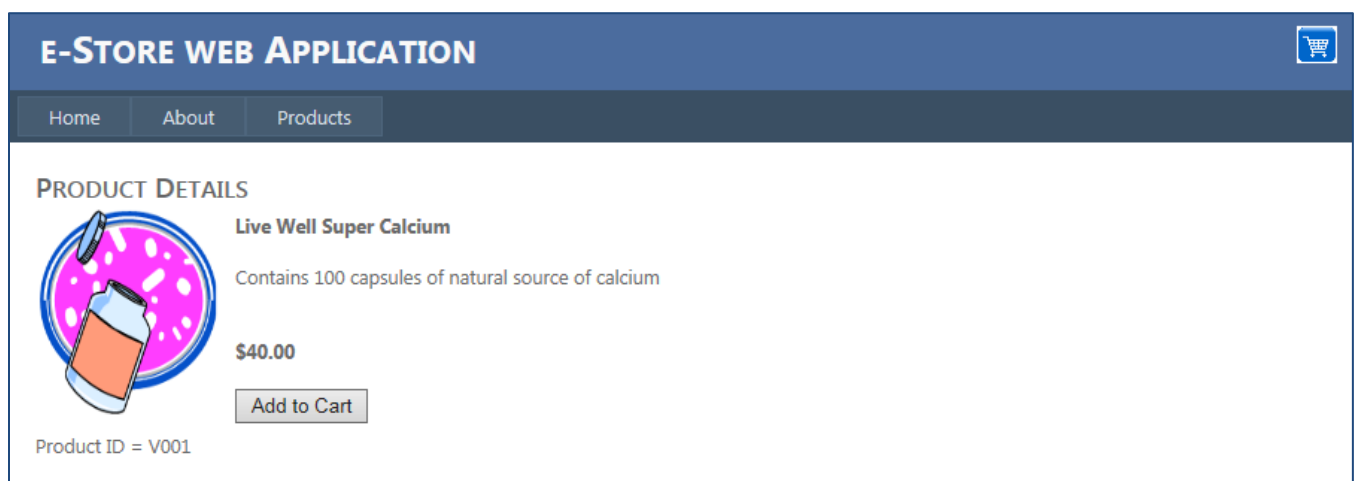 E-STORE WEB APPLICATION
Home About Products
PRODUCT DETAILS
Live Well Super Calcium
Contains 100 capsules of natural source of calcium
$40.00
Add to Cart
Product ID = V001